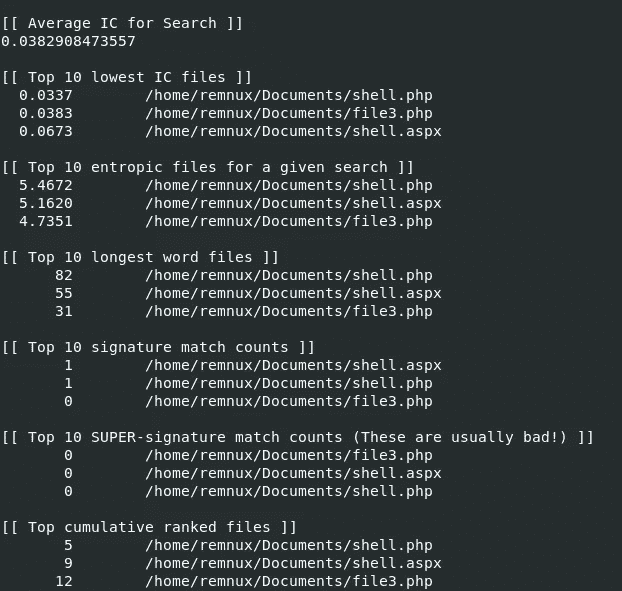 [[ Average IC for Search ]]
0.0382908473557
[[ Top 10 lowest IC files ]]
0.0337 /home/remnux/Documents/shell.php
0.0383 /home/remnux/Documents/file3.php
0.0673 /home/remnux/Documents/shell.aspx
[[ Top 10 entropic files for a given search ]]
5.4672 /home/remnux/Documents/shell.php
5.1620 /home/remnux/Documents/shell.aspx
4.7351 /home/remnux/Documents/file3.php
[[ Top 10 longest word files ]]
82 /home/remnux/Documents/shell.php
55 /home/remnux/Documents/shell.aspx
31 /home/remnux/Documents/file3.php
[[ Top 10 signature match counts ]]
1 /home/remnux/Documents/shell.aspx
1 /home/remnux/Documents/shell.php
0 /home/remnux/Documents/file3.php
[[ Top 10 SUPER-signature match counts (These are usually bad!) ]]
0 /home/remnux/Documents/file3.php
0 /home/remnux/Documents/shell.aspx
0 /home/remnux/Documents/shell.php
[[ Top cumulative ranked files ]]
5 /home/remnux/Documents/shell.php
9 /home/remnux/Documents/shell.aspx
12 /home/remnux/Documents/file3.php